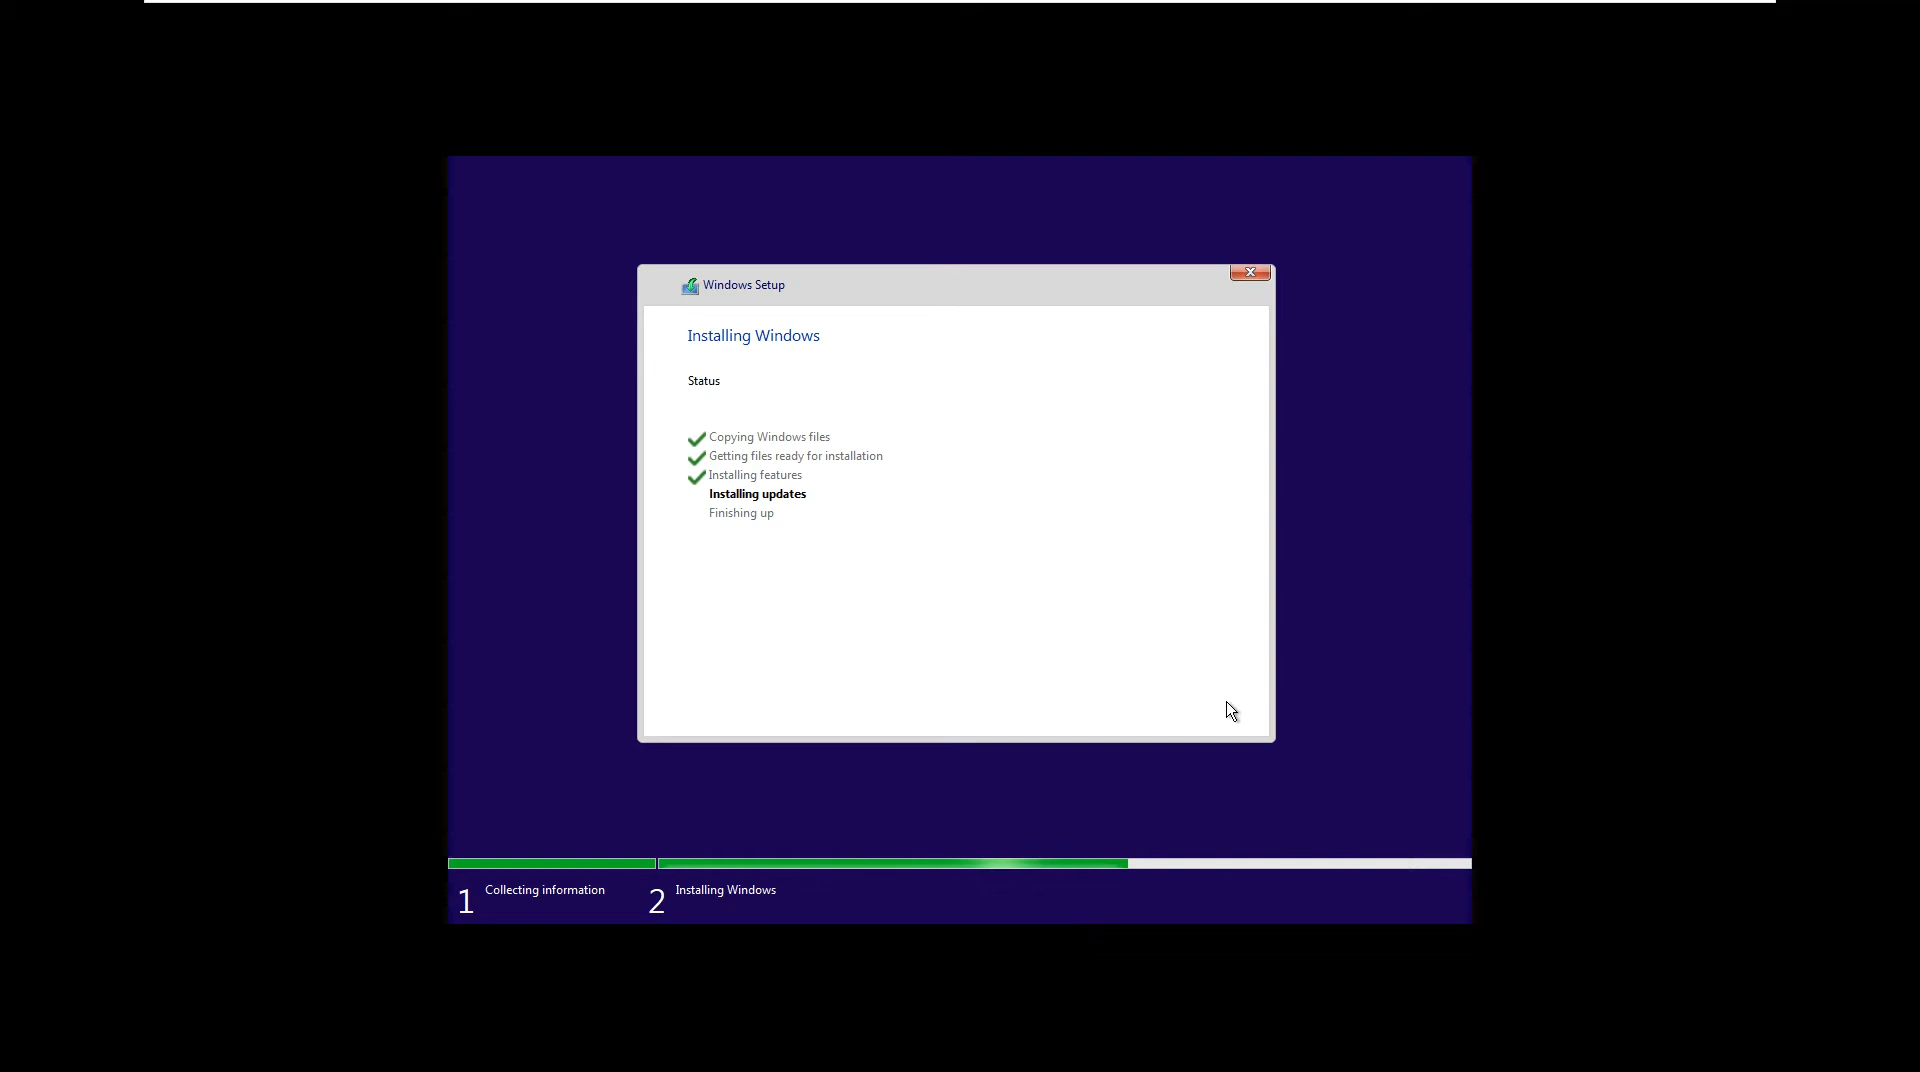 Windows Setup
Installing Windows
Status
Copying Windows files
Getting files ready for installation
Installing features
Installing updates
Finishing up
1 Collecting information 2 Installing Windows